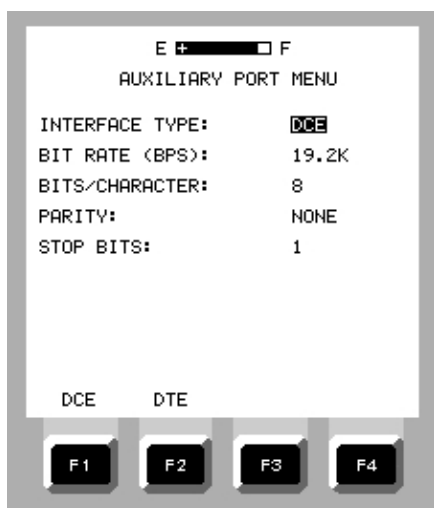 E + F
AUXILIARY PORT MENU
INTERFACE TYPE: DCE
BIT RATE (BPS): 19.2K
BITS/CHARACTER: 8
PARITY: NONE
STOP BITS: 1
DCE DTE
F1 F2 F3 F4